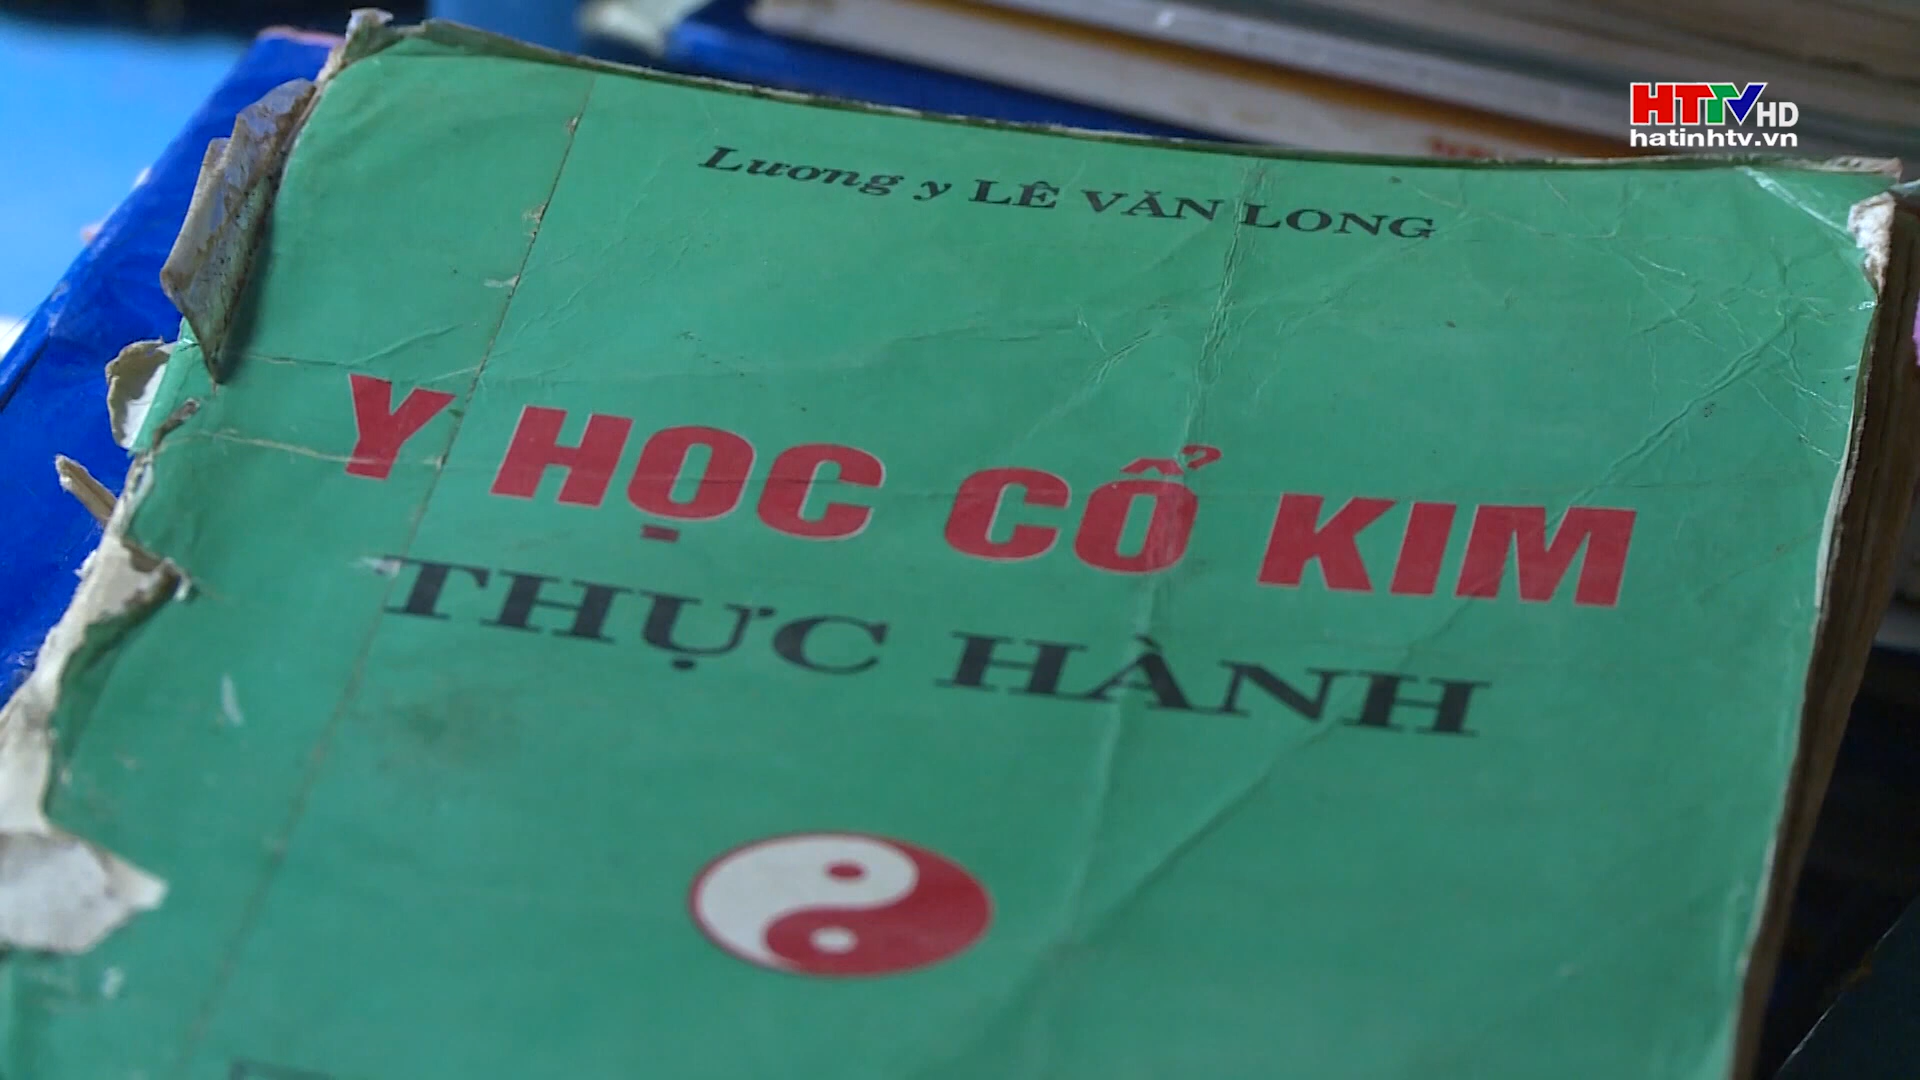 HTTV HD
hatinhtv.vn
Lương y LÊ VĂN LONG
Y HỌC CỔ KIM
THỰC HÀNH